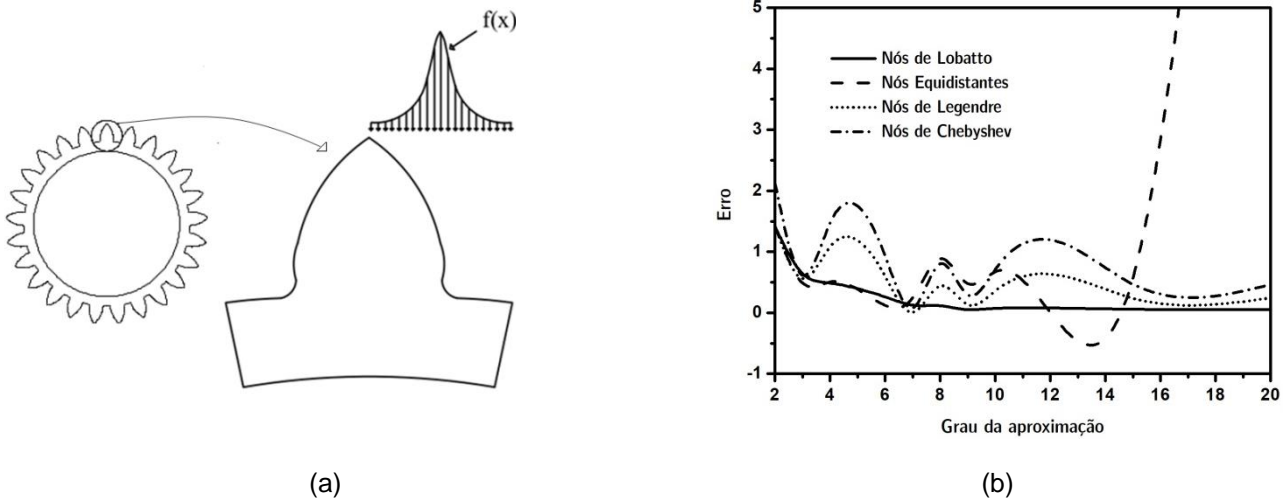 f(x)
(a)
5
4
3
2
1
0
-1
Erro
Nós de Lobatto
Nós Equidistantes
Nós de Legendre
Nós de Chebyshev
2 4 6 8 10 12 14 16 18 20
Grau da aproximação
(b)